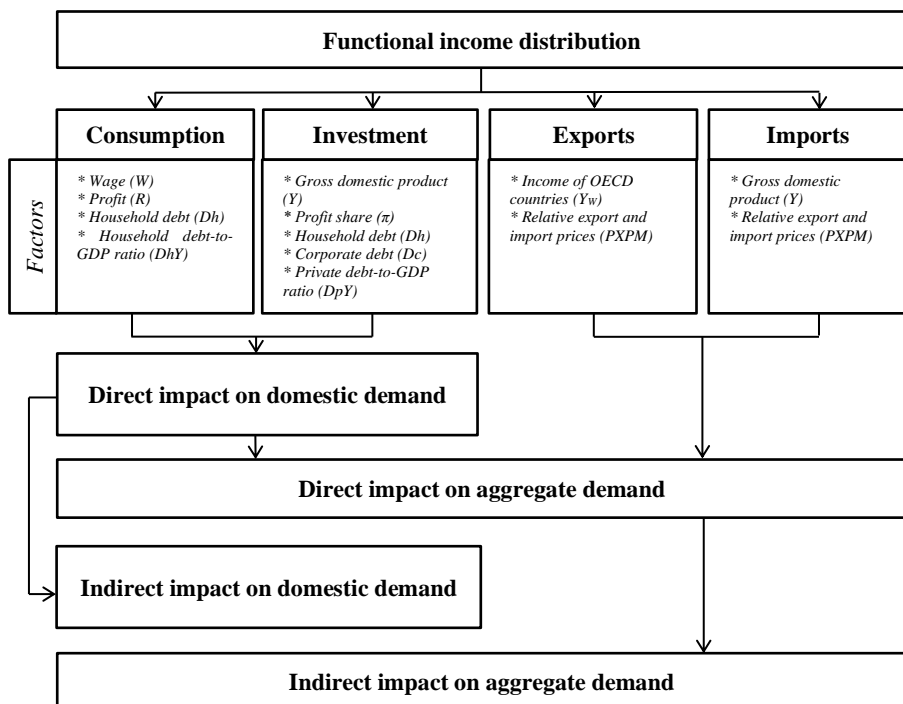 Functional income distribution
Consumption
Investment
Exports
Imports
Factors
* Wage (W)
* Profit (R)
* Household debt (Dh)
* Household debt-to-
GDP ratio (DhY)
* Gross domestic product
(Y)
* Profit share (π)
* Household debt (Dh)
* Corporate debt (Dc)
* Private debt-to-GDP
ratio (DpY)
* Income of OECD
countries (Yw)
* Relative export and
import prices (PXPM)
* Gross domestic
product (Y)
* Relative export and
import prices (PXPM)
Direct impact on domestic demand
Direct impact on aggregate demand
Indirect impact on domestic demand
Indirect impact on aggregate demand